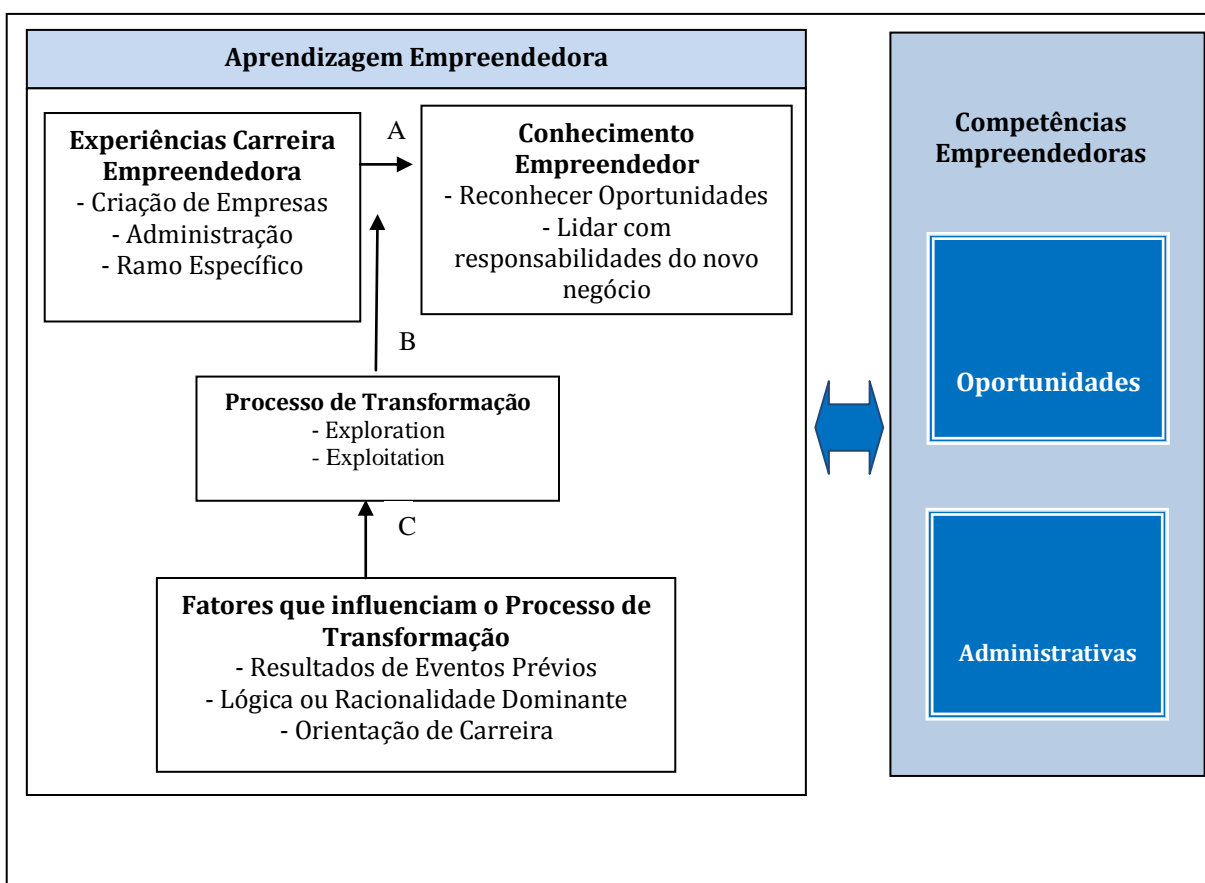 Aprendizagem Empreendedora
Experiências Carreira
Empreendedora
- Criação de Empresas
- Administração
- Ramo Específico
A
Conhecimento
Empreendedor
- Reconhecer Oportunidades
- Lidar com
responsabilidades do novo
negócio
B
Processo de Transformação
- Exploration
- Exploitation
C
Fatores que influenciam o Processo de
Transformação
- Resultados de Eventos Prévios
- Lógica ou Racionalidade Dominante
- Orientação de Carreira
Competências
Empreendedoras
Oportunidades
Administrativas